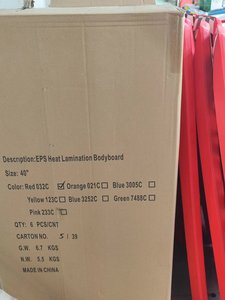 Description:EPS Heat Lamination Bodyboard
Size: 40"
Color: Red 032C ☑ Orange 021C ☐ Blue 3005C ☐
Yellow 123C ☐ Blue 3252C ☐ Green 7488C ☐
Pink 233C ☐
QTY: 6 PCS/CNT
CARTON NO. 5 / 39
G.W. 6.7 KGS
N.W. 5.5 KGS
MADE IN CHINA